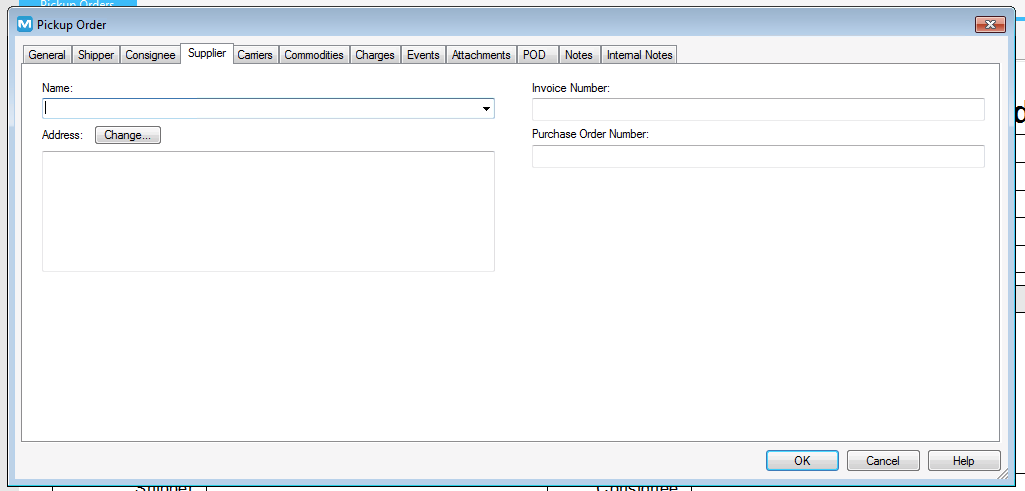 Pickup Orders
M Pickup Order
General Shipper Consignee Supplier Carriers Commodities Charges Events Attachments POD Notes Internal Notes
Name:
Invoice Number:
Address: Change...
Purchase Order Number:
OK Cancel Help
Shipper Consignee